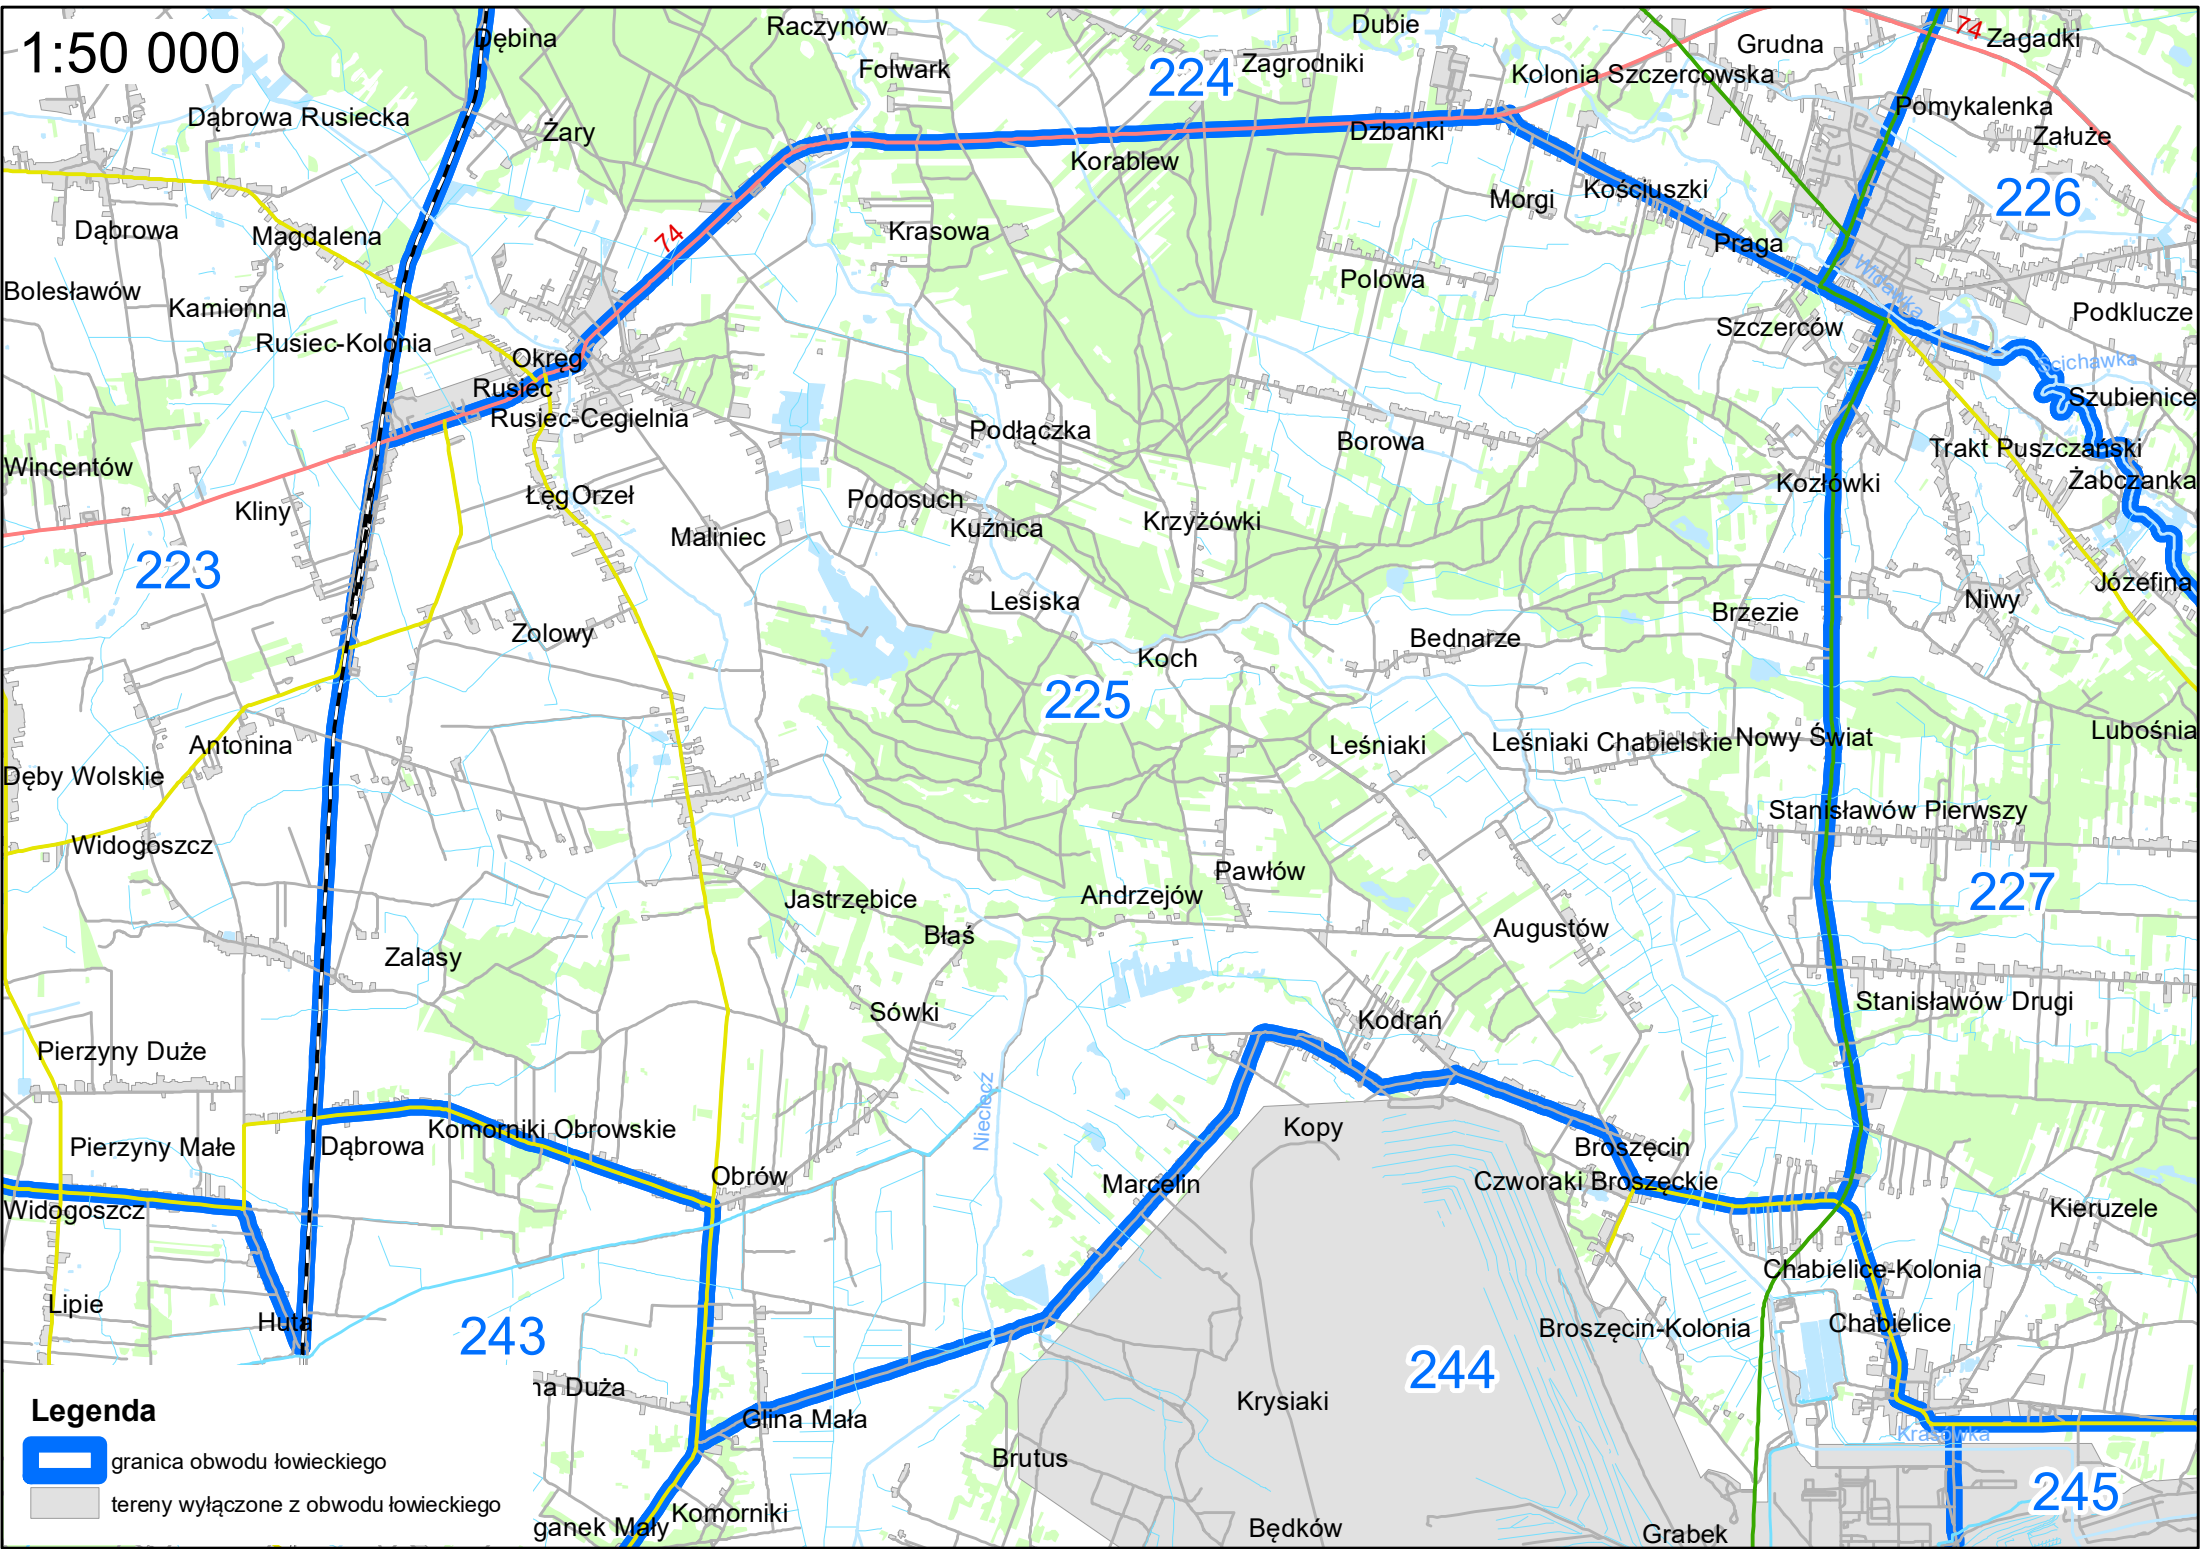 1:50 000
Dębina
Raczynów
Dubie
74
Zagadki
Grudna
Folwark
224
Zagrodniki
Kolonia Szczercowska
Dąbrowa Rusiecka
Żary
Pomykalenka
Dzbanki
Załuże
Korablew
Morgi
Kościuszki
226
Dąbrowa
Magdalena
74
Krasowa
Praga
Widawka
Bolesławów
Kamionna
Polowa
Podklucze
Szczerców
Rusiec-Kolonia
Okręg
Ścichawka
Rusiec
Szubienice
Rusiec-Cegielnia
Podłączka
Borowa
Trakt Puszczański
Wincentów
Żabczanka
Kozłówki
Łęg
Orzeł
Podosuch
Kliny
Kuźnica
Krzyżówki
Maliniec
223
Józefina
Lesiska
Niwy
Brzezie
Zolowy
Bednarze
Koch
225
Lubośnia
Antonina
Leśniaki
Leśniaki Chabielskie
Nowy Świat
Dęby Wolskie
Stanisławów Pierwszy
Widogoszcz
Pawłów
Jastrzębice
Andrzejów
227
Błaś
Augustów
Zalasy
Sówki
Kodrań
Stanisławów Drugi
Pierzyny Duże
Nieciecz
Kopy
Komorniki Obrowskie
Pierzyny Małe
Dąbrowa
Broszęcin
Obrów
Marcelin
Czworaki Broszęckie
Widogoszcz
Kieruzele
Chabielice-Kolonia
Lipie
Huta
243
Broszęcin-Kolonia
Chabielice
244
na Duża
Krysiaki
Legenda
Glina Mała
Krasówka
granica obwodu łowieckiego
Brutus
245
tereny wyłączone z obwodu łowieckiego
Komorniki
ganek Mały
Będków
Grabek